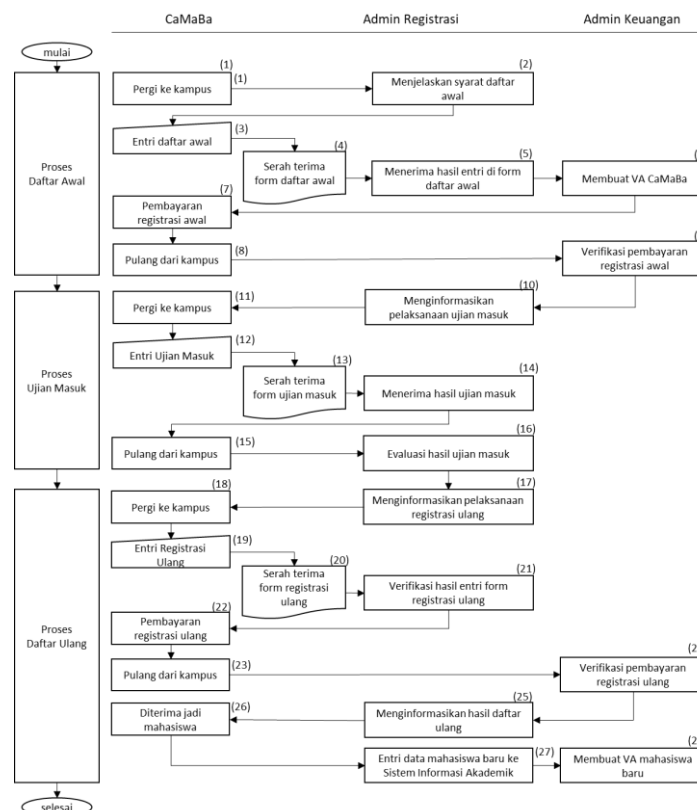 CaMaBa Admin Registrasi Admin Keuangan
mulai
Proses
Daftar Awal
(1)
Pergi ke kampus
(1)
(2)
Menjelaskan syarat daftar
awal
Entri daftar awal
(3)
(4)
Serah terima
form daftar awal
(5)
Menerima hasil entri di form
daftar awal
(
Membuat VA CaMaBa
(7)
Pembayaran
registrasi awal
Pulang dari kampus
(8)
(
Verifikasi pembayaran
registrasi awal
Proses
Ujian Masuk
(10)
Menginformasikan
pelaksanaan ujian masuk
Pergi ke kampus
(11)
Entri Ujian Masuk
(12)
(13)
Serah terima
form ujian masuk
(14)
Menerima hasil ujian masuk
Pulang dari kampus
(15)
(16)
Evaluasi hasil ujian masuk
Proses
Daftar Ulang
(17)
Menginformasikan pelaksanaan
registrasi ulang
(18)
Pergi ke kampus
Entri Registrasi
Ulang
(19)
(20)
Serah terima
form registrasi
ulang
(21)
Verifikasi hasil entri form
registrasi ulang
(22)
Pembayaran
registrasi ulang
Pulang dari kampus
(23)
(2
Verifikasi pembayaran
registrasi ulang
(25)
Menginformasikan hasil daftar
ulang
Diterima jadi
mahasiswa
(26)
Entri data mahasiswa baru ke
Sistem Informasi Akademik
(27)
(2
Membuat VA mahasiswa
baru
selesai